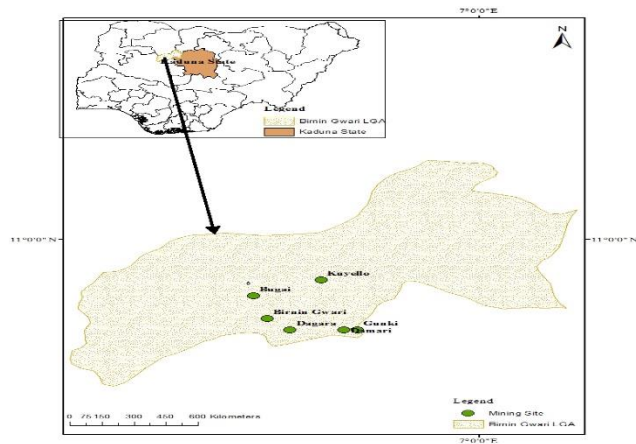 7°0'0"E
N
Kaduna State
Legend
Birnin Gwari LGA
Kaduna State
11°0'0"N
11°0'0"N
Kuyello
Bugai
Birnin Gwari
Dagara
Gunki
Qamari
Legend
Mining Site
Birnin Gwari LGA
0 75 150 300 450 600 Kilometers
7°0'0"E